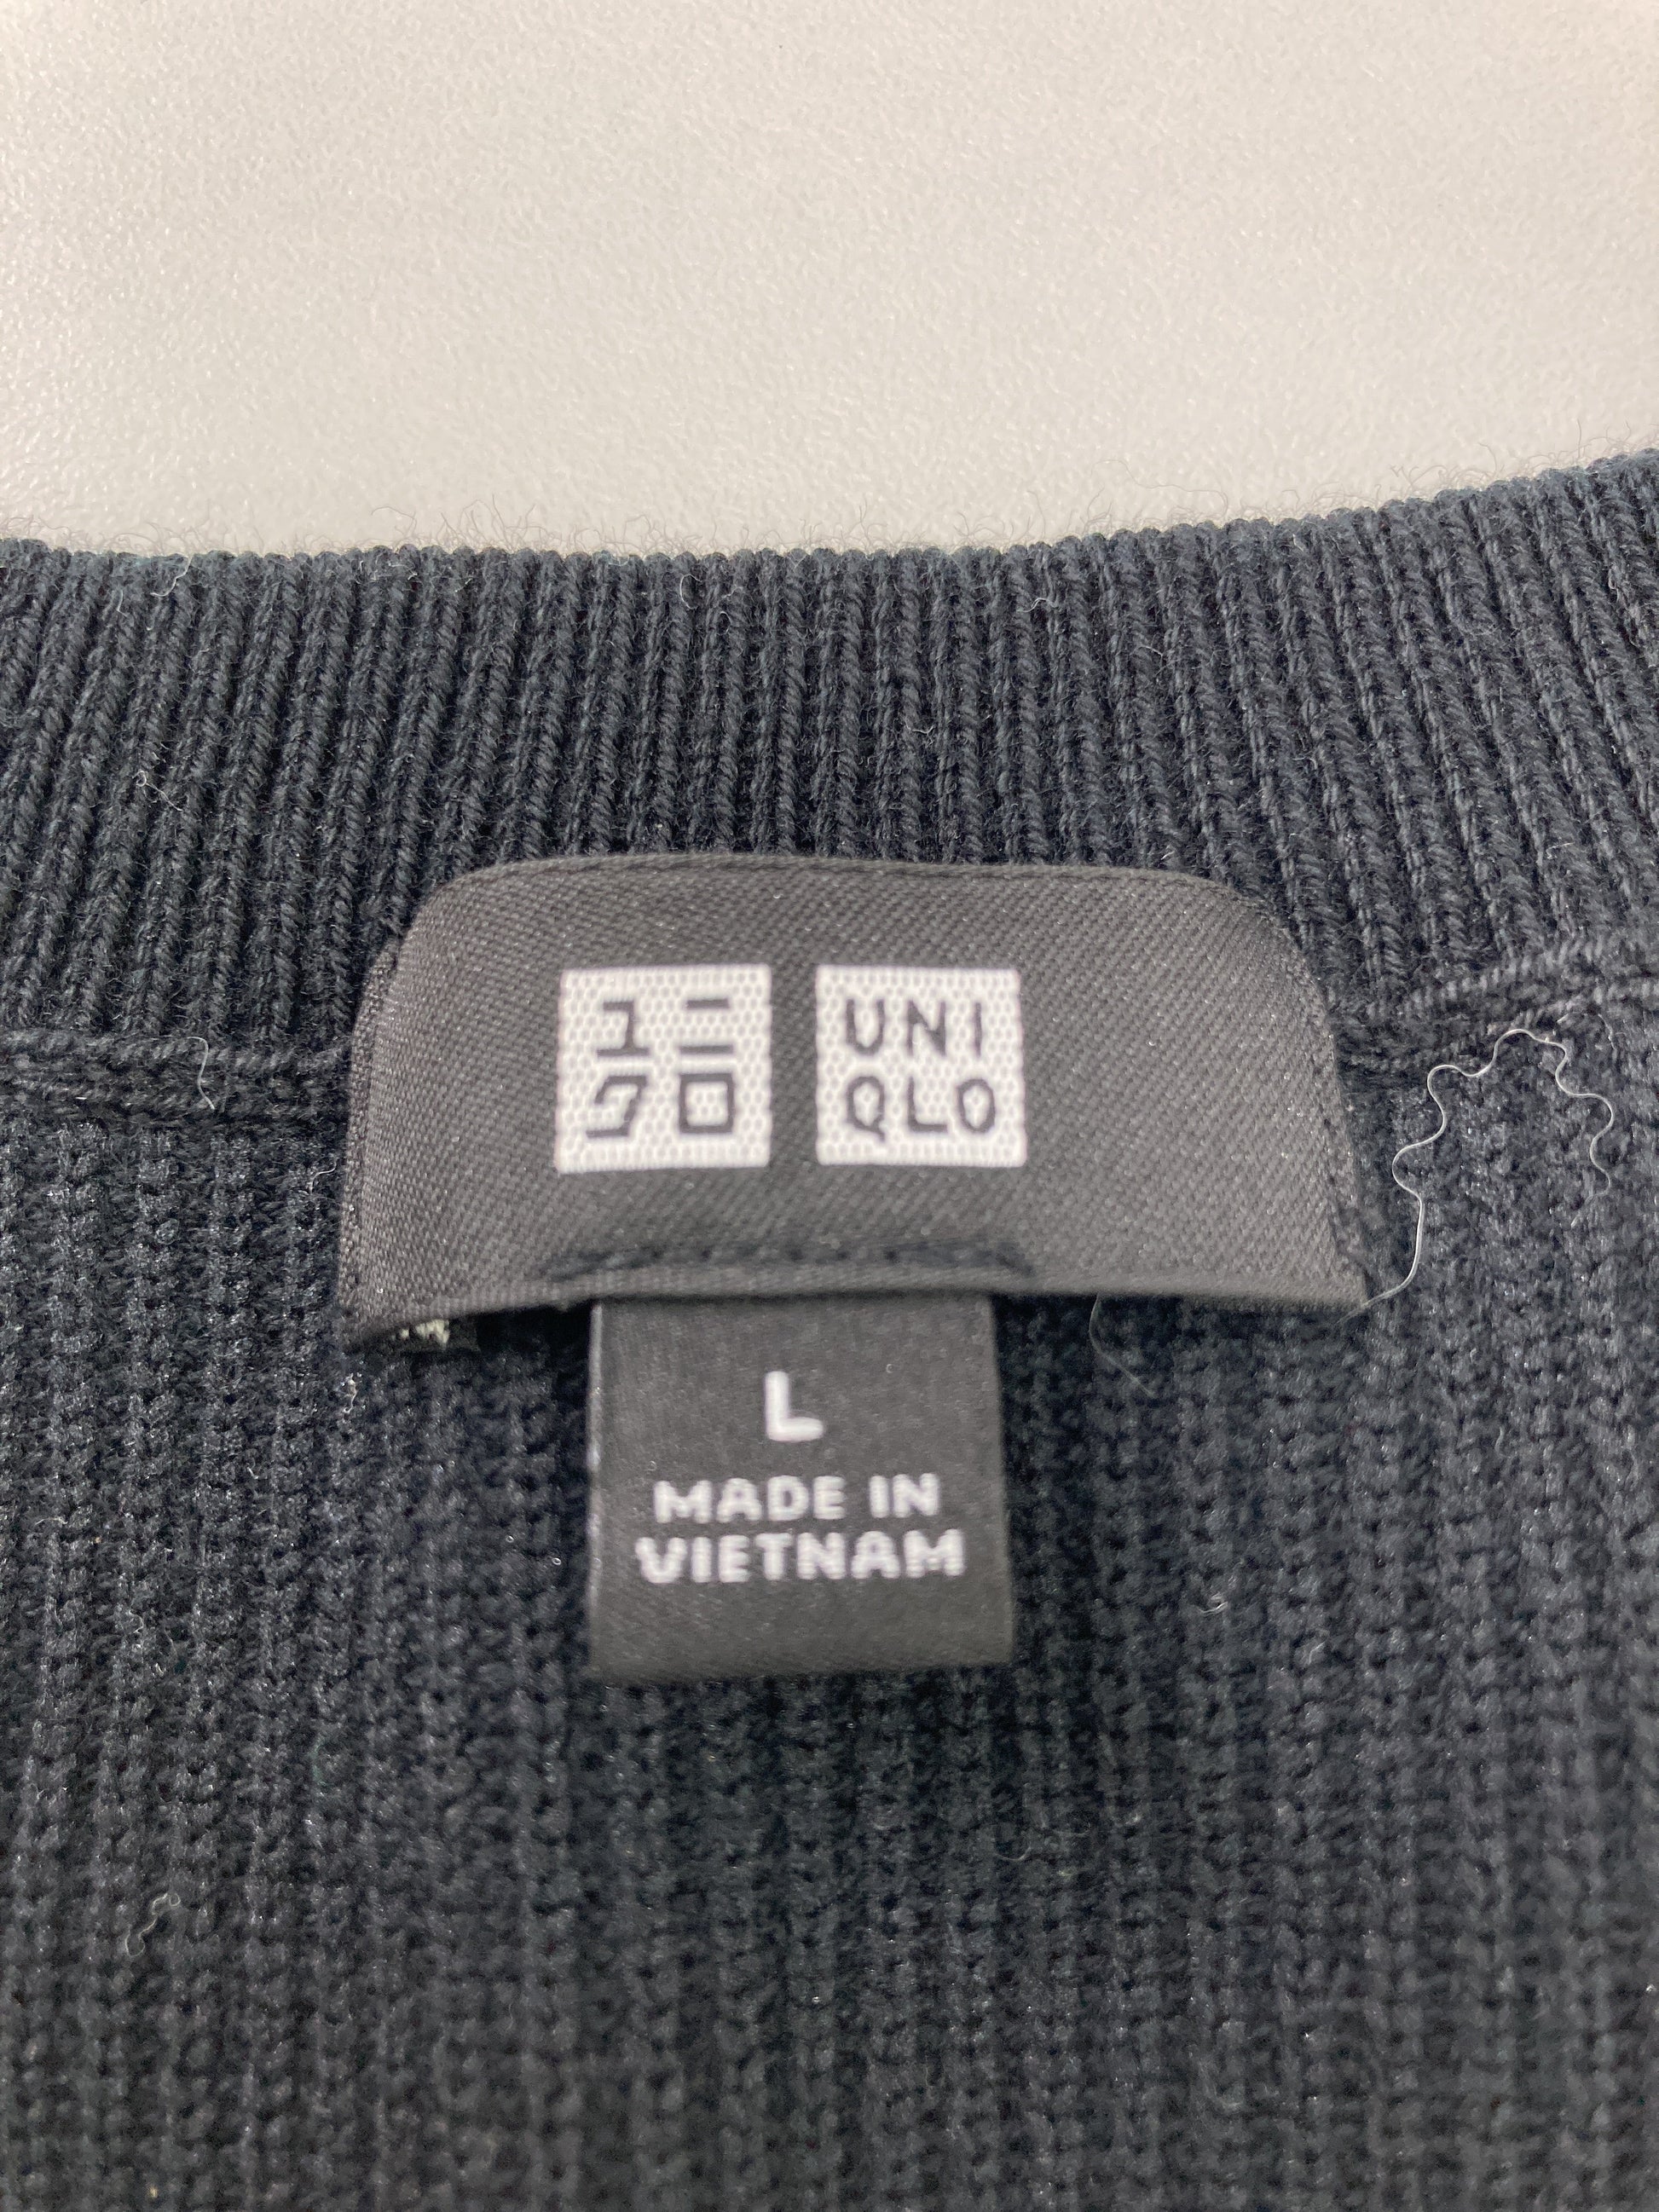 ユニ
クロ
UNI
QLO
L
MADE IN
VIETNAM